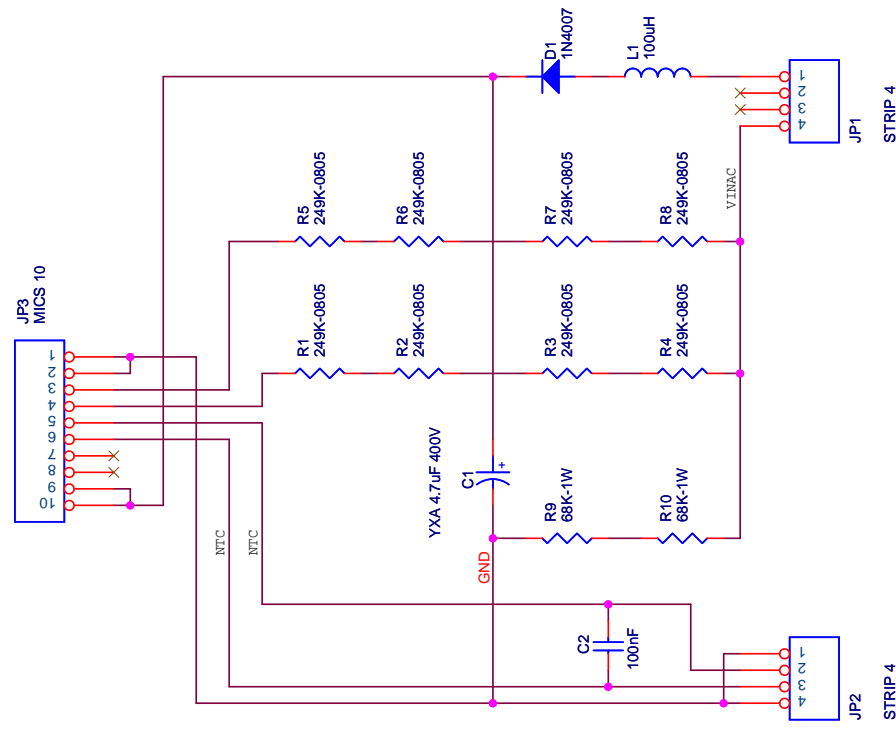 D1
1N4007
L1
100uH
1
2
3
4
JP1
STRIP 4
VINAC
R5
249K-0805
R6
249K-0805
R7
249K-0805
R8
249K-0805
JP3
MICS 10
1
2
3
4
5
6
7
8
9
10
R1
249K-0805
R2
249K-0805
R3
249K-0805
R4
249K-0805
C1
+
YXA 4.7uF 400V
R9
68K-1W
R10
68K-1W
NTC
NTC
GND
C2
100nF
1
2
3
4
JP2
STRIP 4